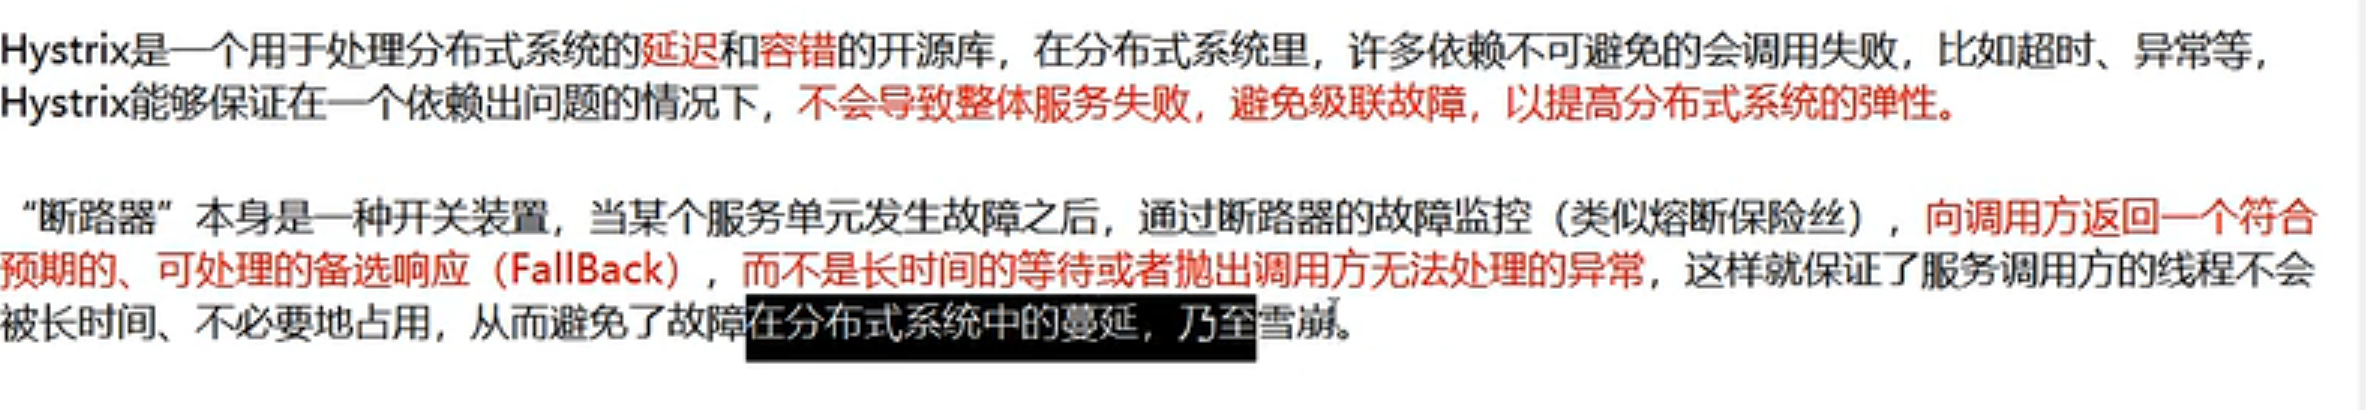 Hystrix是一个用于处理分布式系统的延迟和容错的开源库，在分布式系统里，许多依赖不可避免的会调用失败，比如超时、异常等，
Hystrix能够保证在一个依赖出问题的情况下，不会导致整体服务失败，避免级联故障，以提高分布式系统的弹性。
“断路器”本身是一种开关装置，当某个服务单元发生故障之后，通过断路器的故障监控（类似熔断保险丝），向调用方返回一个符合
预期的、可处理的备选响应（FallBack），而不是长时间的等待或者抛出调用方无法处理的异常，这样就保证了服务调用方的线程不会
被长时间、不必要地占用，从而避免了故障在分布式系统中的蔓延，乃至雪崩。